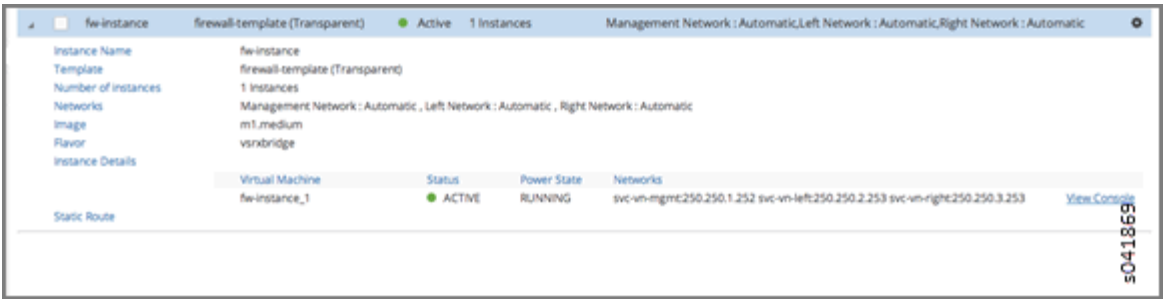 fw-instance firewall-template (Transparent) Active 1 Instances Management Network : Automatic,Left Network : Automatic,Right Network : Automatic
Instance Name fw-instance
Template firewall-template (Transparent)
Number of instances 1 Instances
Networks Management Network : Automatic , Left Network : Automatic , Right Network : Automatic
Image m1.medium
Flavor vsrxbridge
Instance Details
Virtual Machine Status Power State Networks
fw-instance_1 ACTIVE RUNNING svc-vn-mgmt:250.250.1.252 svc-vn-left:250.250.2.253 svc-vn-right:250.250.3.253 View Console
Static Route
s041869